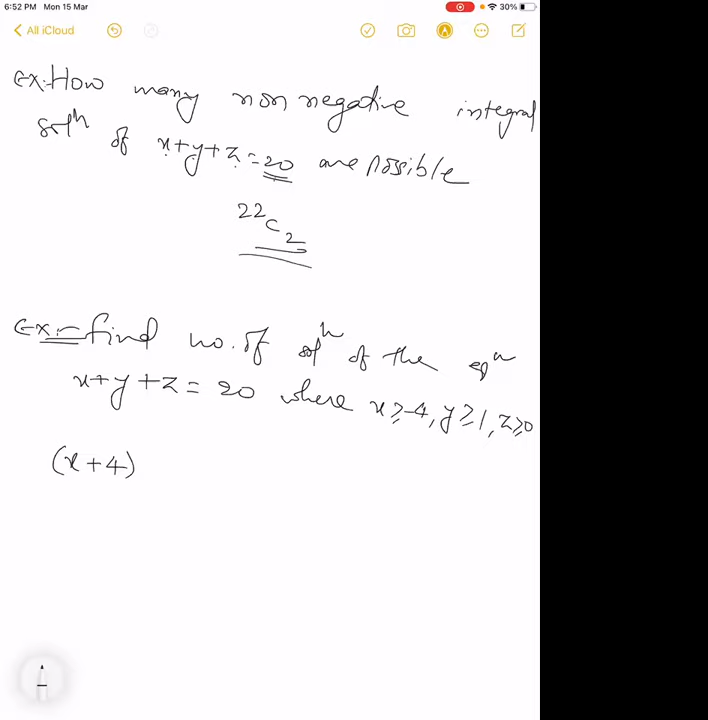 6:52 PM Mon 15 Mar 30%
All iCloud
Ex:- How many non negative integral
solⁿ of x+y+z=20 are possible
²²C₂
Ex:- find no. of solⁿ of the eqⁿ
x+y+z=20 where x≥-4, y≥1, z≥0
(x+4)